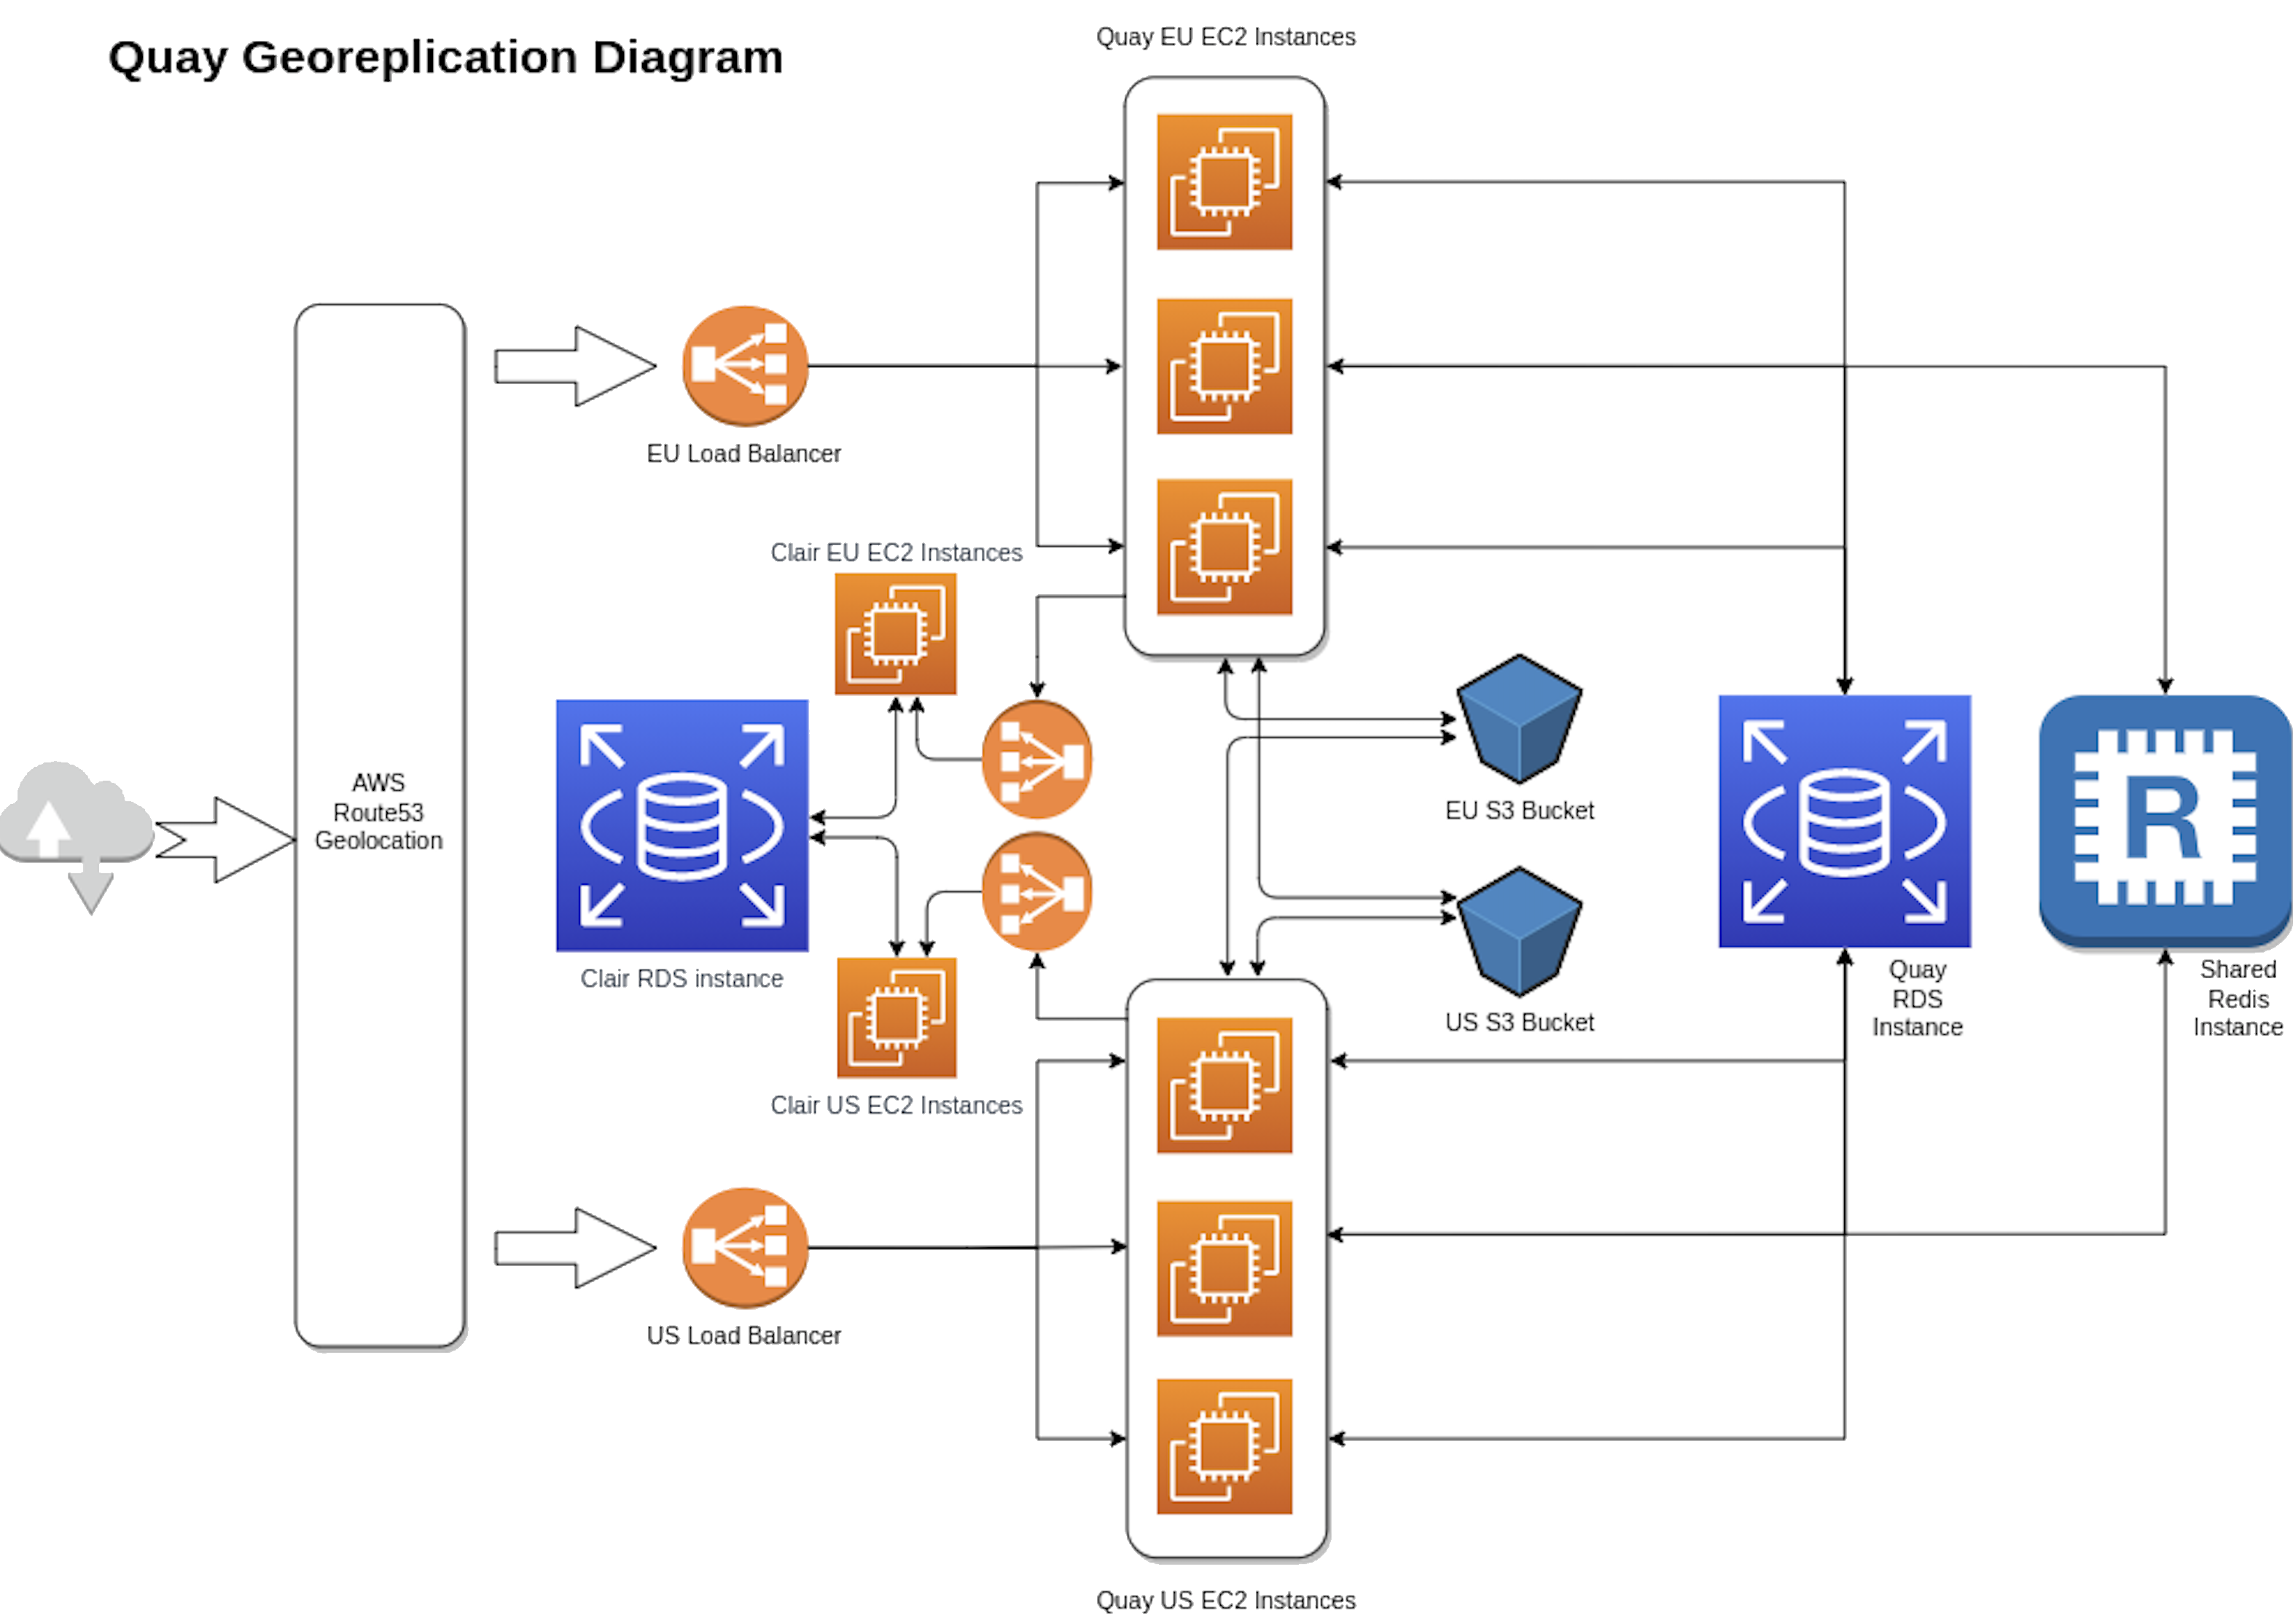 Quay Georeplication Diagram
Quay EU EC2 Instances
EU Load Balancer
Clair EU EC2 Instances
AWS
Route53
Geolocation
EU S3 Bucket
R
Clair RDS instance
US S3 Bucket
Quay
RDS
Instance
Shared
Redis
Instance
Clair US EC2 Instances
US Load Balancer
Quay US EC2 Instances